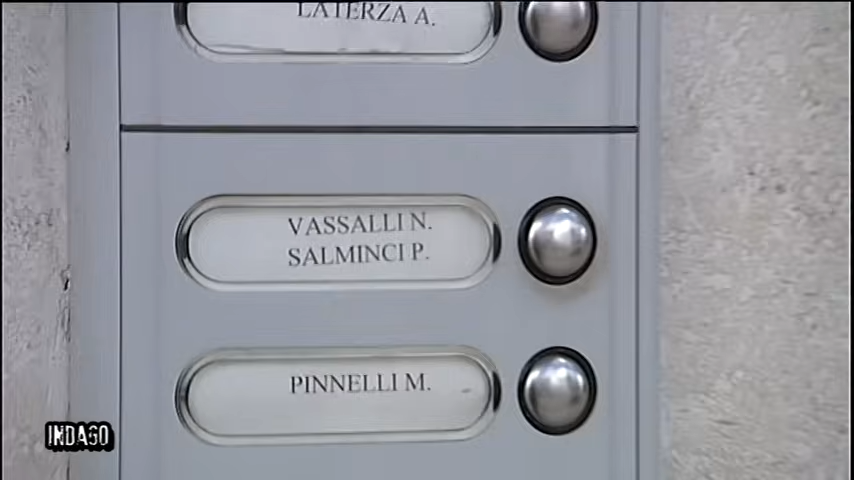 LATERZA A.
VASSALLI N.
SALMINCI P.
PINNELLI M.
INDAGO